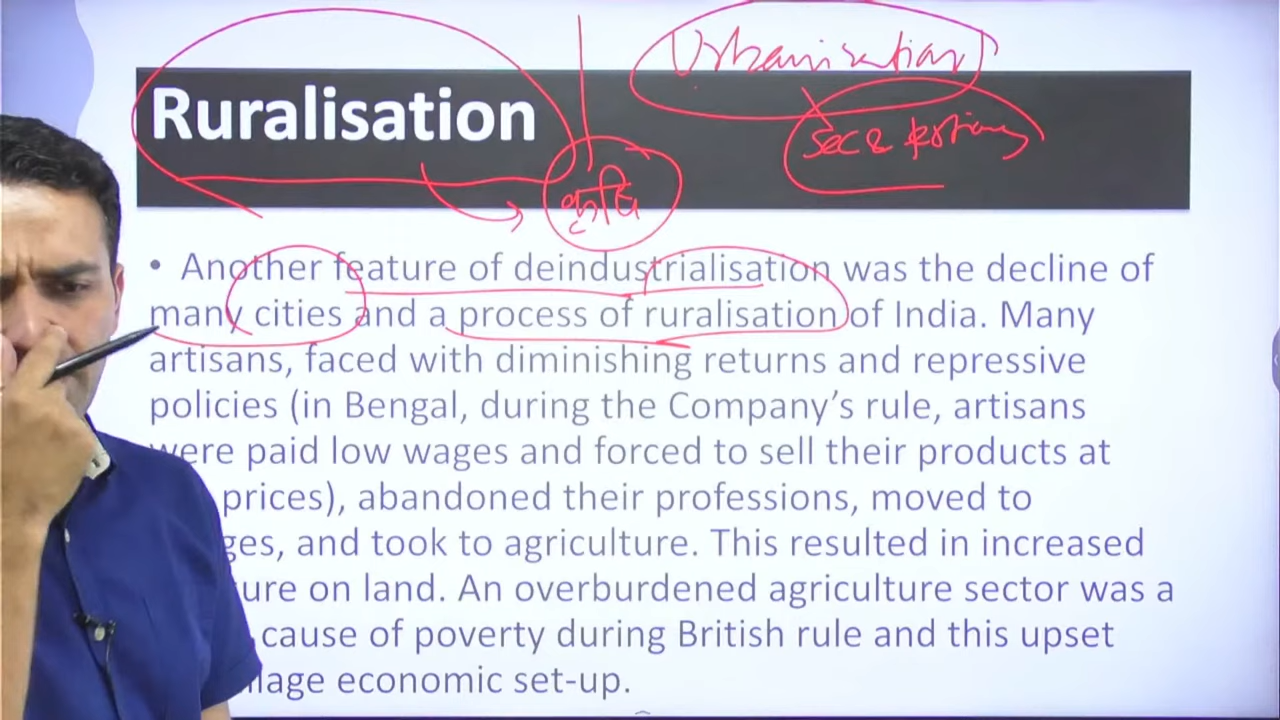 Urbanisation
Ruralisation
sec & tertiary
कृषि
• Another feature of deindustrialisation was the decline of
many cities and a process of ruralisation of India. Many
artisans, faced with diminishing returns and repressive
policies (in Bengal, during the Company’s rule, artisans
were paid low wages and forced to sell their products at
prices), abandoned their professions, moved to
ges, and took to agriculture. This resulted in increased
ure on land. An overburdened agriculture sector was a
cause of poverty during British rule and this upset
llage economic set-up.